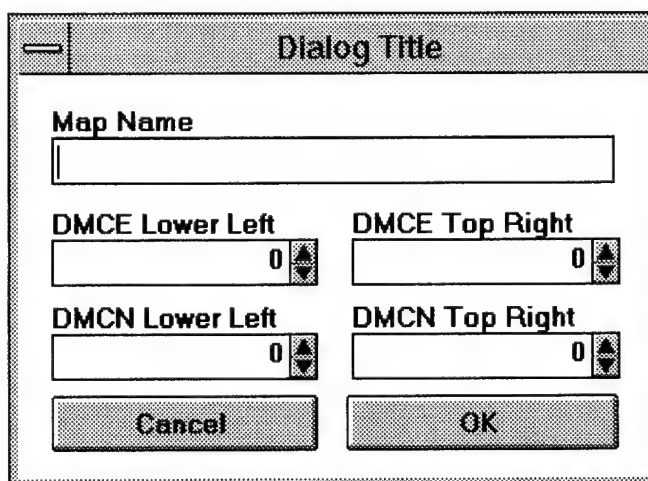 Dialog Title
Map Name
DMCE Lower Left DMCE Top Right
0 0
DMCN Lower Left DMCN Top Right
0 0
Cancel OK